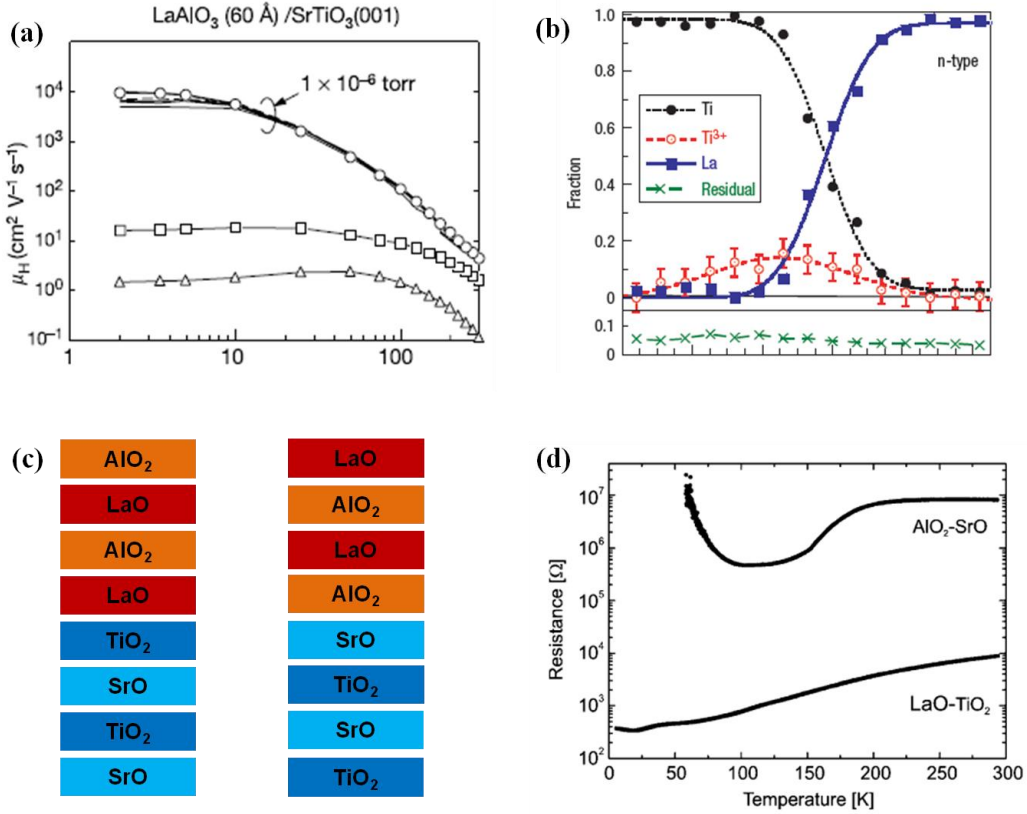 (a)
LaAlO₃ (60 Å) /SrTiO₃(001)
1 × 10⁻⁶ torr
μH (cm² V⁻¹ s⁻¹)
10⁴
10³
10²
10¹
10⁰
10⁻¹
1
10
100
(b)
n-type
Ti
Ti³⁺
La
Residual
Fraction
1.0
0.8
0.6
0.4
0.2
0
0.1
0
(c)
AlO₂
LaO
AlO₂
LaO
TiO₂
SrO
TiO₂
SrO
LaO
AlO₂
LaO
AlO₂
SrO
TiO₂
SrO
TiO₂
(d)
Resistance [Ω]
10⁷
10⁶
10⁵
10⁴
10³
10²
AlO₂-SrO
LaO-TiO₂
0
50
100
150
200
250
300
Temperature [K]